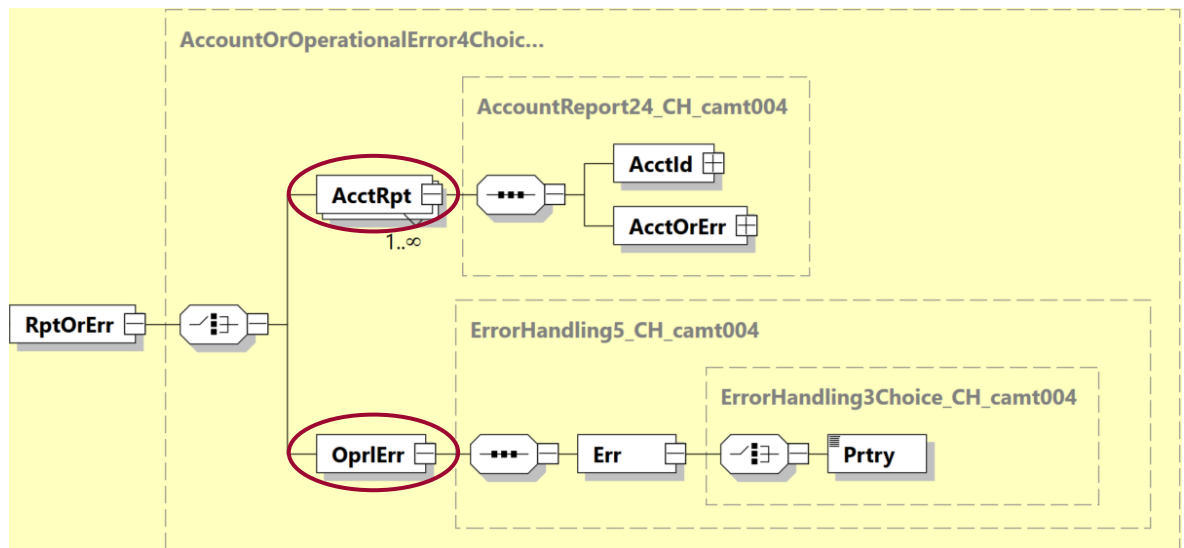 AccountOrOperationalError4Choic...
AccountReport24_CH_camt004
AcctId
AcctRpt
AcctOrErr
1..∞
RptOrErr
ErrorHandling5_CH_camt004
ErrorHandling3Choice_CH_camt004
OprlErr
Err
Prtry